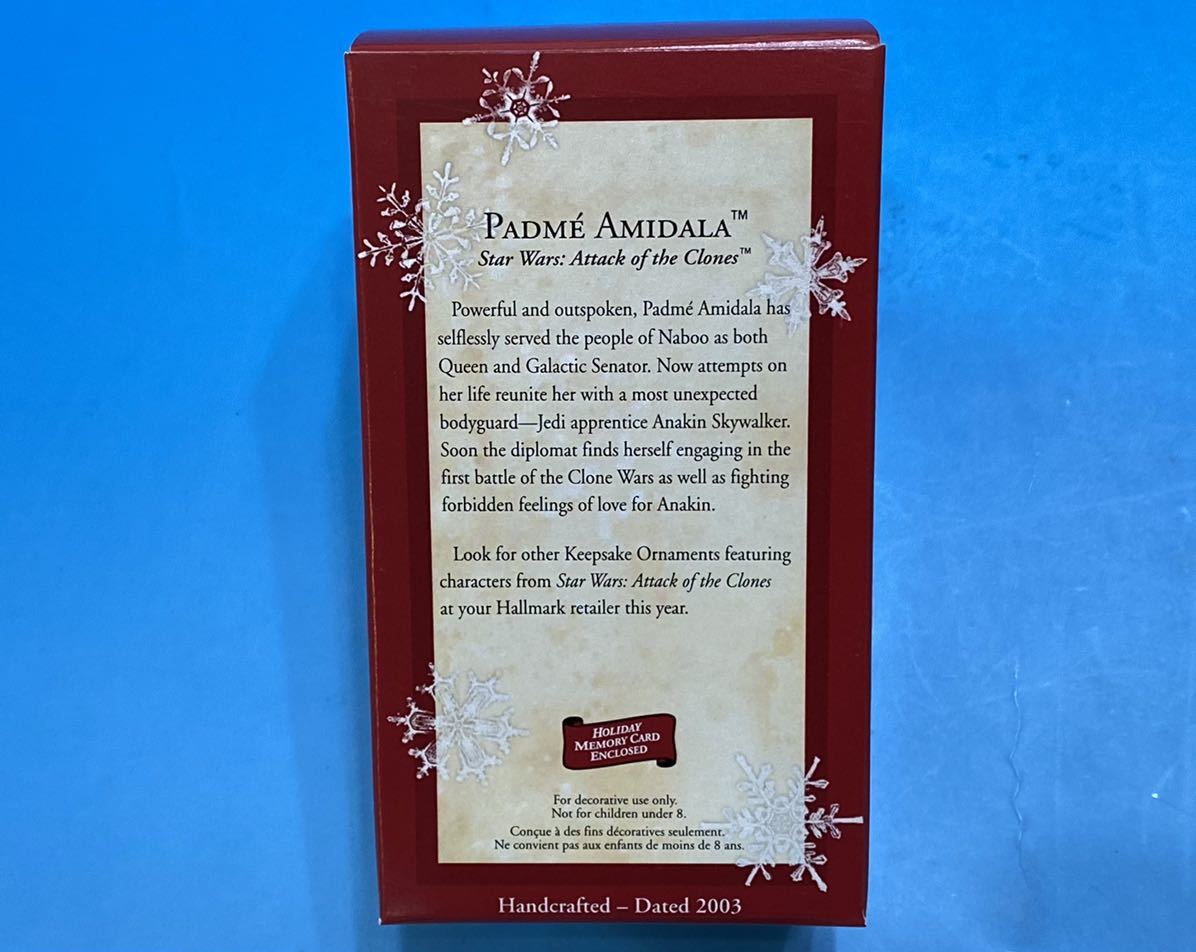 PADMÉ AMIDALA™
Star Wars: Attack of the Clones™
Powerful and outspoken, Padmé Amidala has
selflessly served the people of Naboo as both
Queen and Galactic Senator. Now attempts on
her life reunite her with a most unexpected
bodyguard—Jedi apprentice Anakin Skywalker.
Soon the diplomat finds herself engaging in the
first battle of the Clone Wars as well as fighting
forbidden feelings of love for Anakin.
Look for other Keepsake Ornaments featuring
characters from Star Wars: Attack of the Clones
at your Hallmark retailer this year.
HOLIDAY
MEMORY CARD
ENCLOSED
For decorative use only.
Not for children under 8.
Conçue à des fins décoratives seulement.
Ne convient pas aux enfants de moins de 8 ans.
Handcrafted – Dated 2003